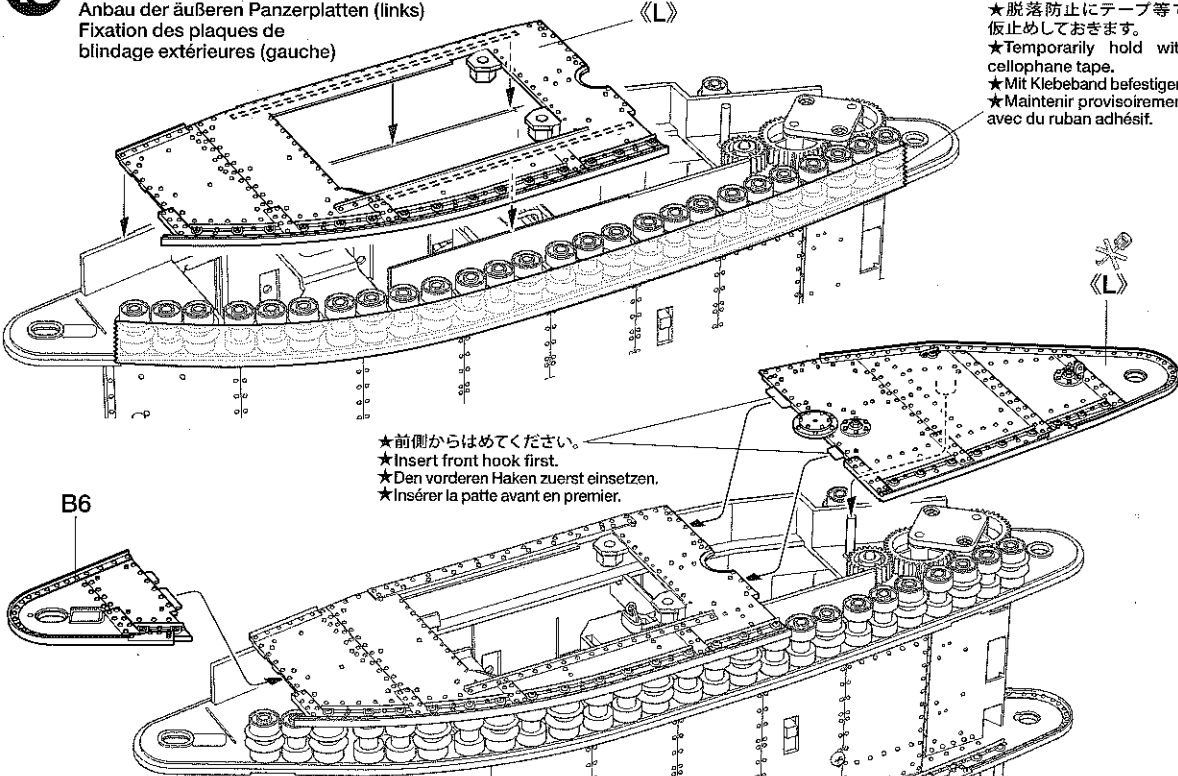 Anbau der äußeren Panzerplatten (links)
Fixation des plaques de
blindage extérieures (gauche)
《L》
★脱落防止にテープ等で
仮止めしておきます。
★Temporarily hold
cellophane tape.
★Mit Klebeband
★Maintenir
avec du ruban adhésif.
《L》
★前側からはめてください。
★Insert front hook first.
★Den vorderen Haken zuerst einsetzen.
★Insérer la patte avant en premier.
B6